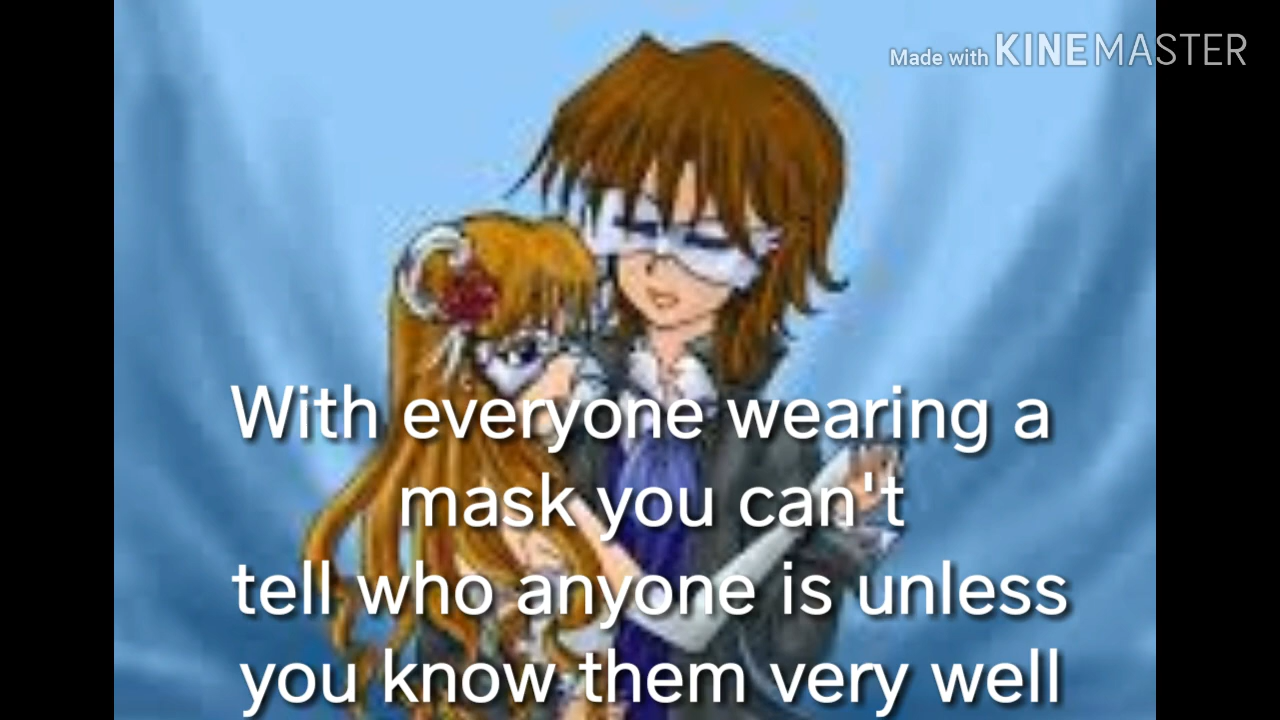 Made with KINEMASTER
With everyone wearing a
mask you can't
tell who anyone is unless
you know them very well